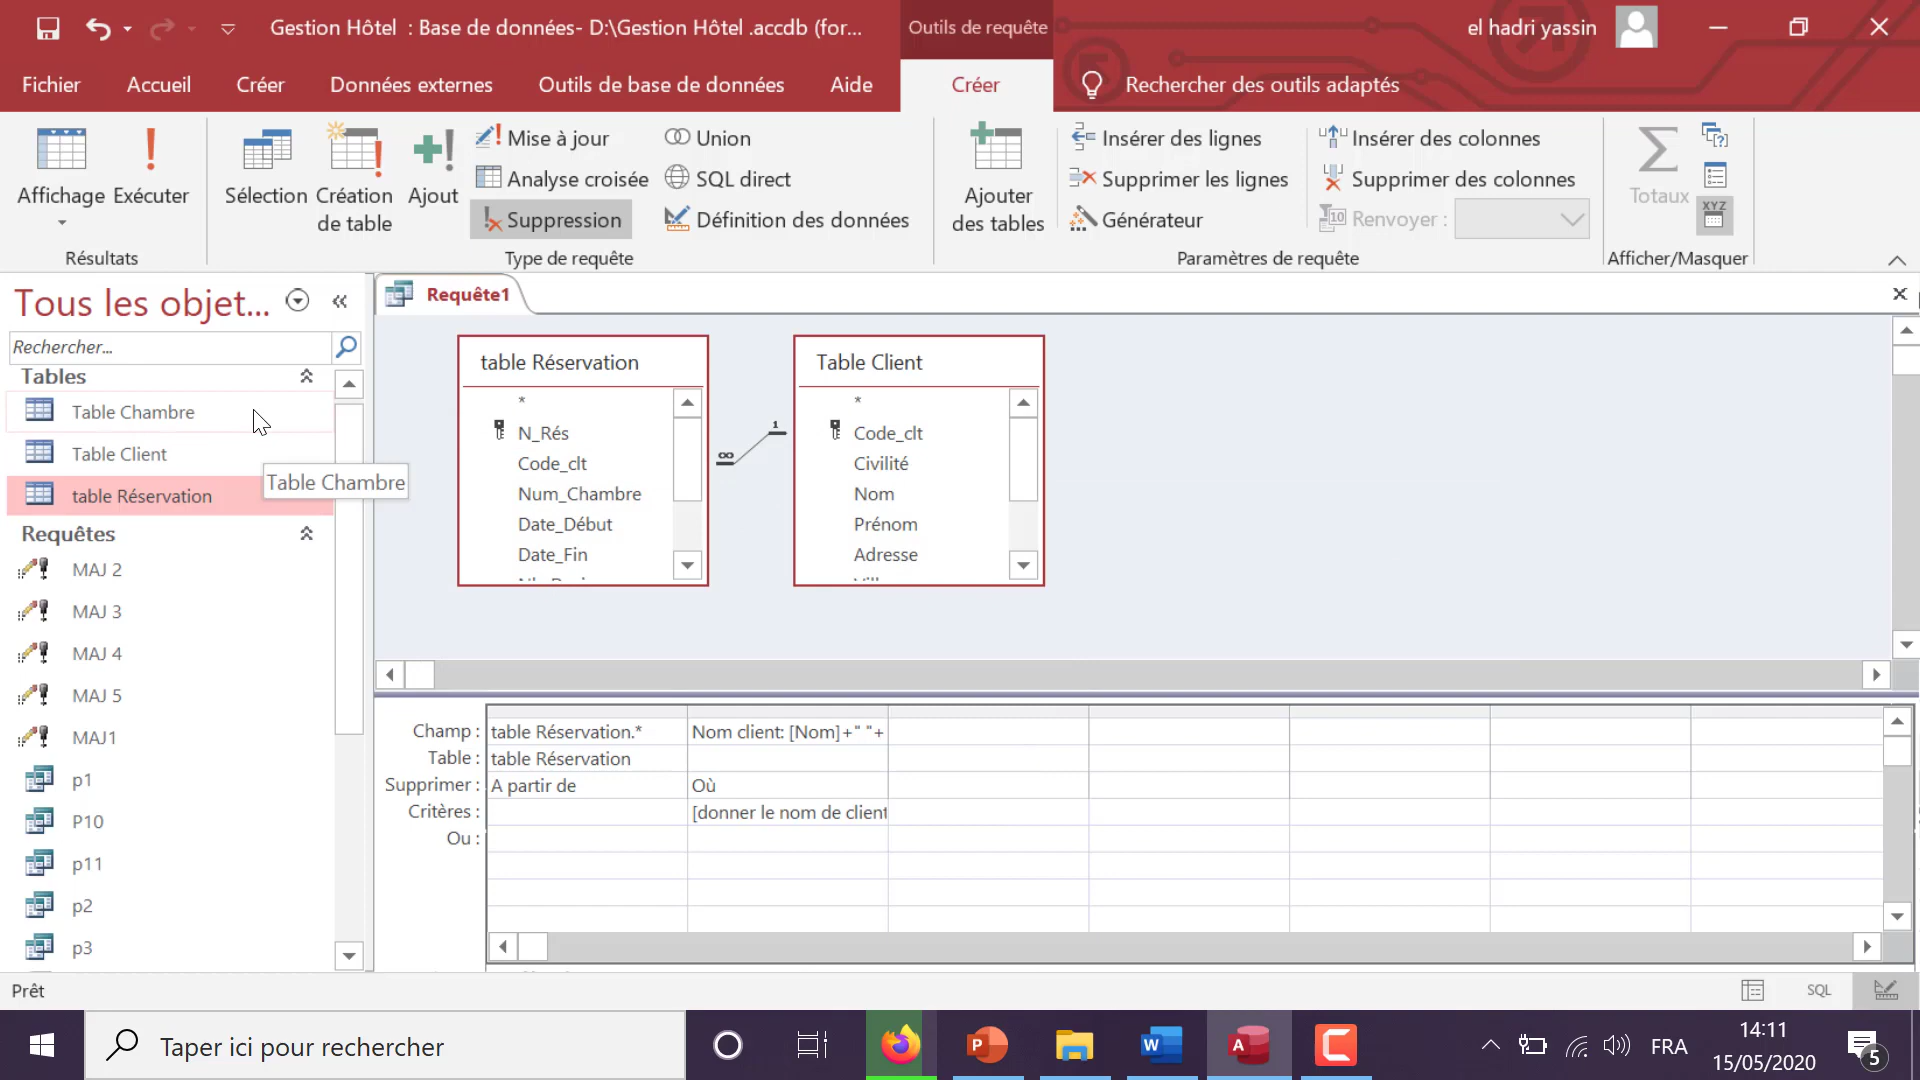 Gestion Hôtel  : Base de données- D:\Gestion Hôtel .accdb (for...
Outils de requête
el hadri yassin
Fichier
Accueil
Créer
Données externes
Outils de base de données
Aide
Créer
Rechercher des outils adaptés
Affichage
Exécuter
Résultats
Sélection
Création de table
Ajout
Mise à jour
Analyse croisée
Suppression
Union
SQL direct
Définition des données
Type de requête
Ajouter des tables
Insérer des lignes
Supprimer les lignes
Générateur
Insérer des colonnes
Supprimer des colonnes
Renvoyer :
Paramètres de requête
Totaux
XYZ
Afficher/Masquer
Tous les objet...
Rechercher...
Tables
Table Chambre
Table Client
table Réservation
Table Chambre
Requêtes
MAJ 2
MAJ 3
MAJ 4
MAJ 5
MAJ1
p1
P10
p11
p2
p3
Requête1
table Réservation
*
N_Rés
Code_clt
Num_Chambre
Date_Début
Date_Fin
∞
1
Table Client
*
Code_clt
Civilité
Nom
Prénom
Adresse
Champ :
table Réservation.*
Nom client: [Nom]+" "+
Table :
table Réservation
Supprimer :
A partir de
Où
Critères :
[donner le nom de client
Ou :
Prêt
SQL
Taper ici pour rechercher
FRA
14:11
15/05/2020
5